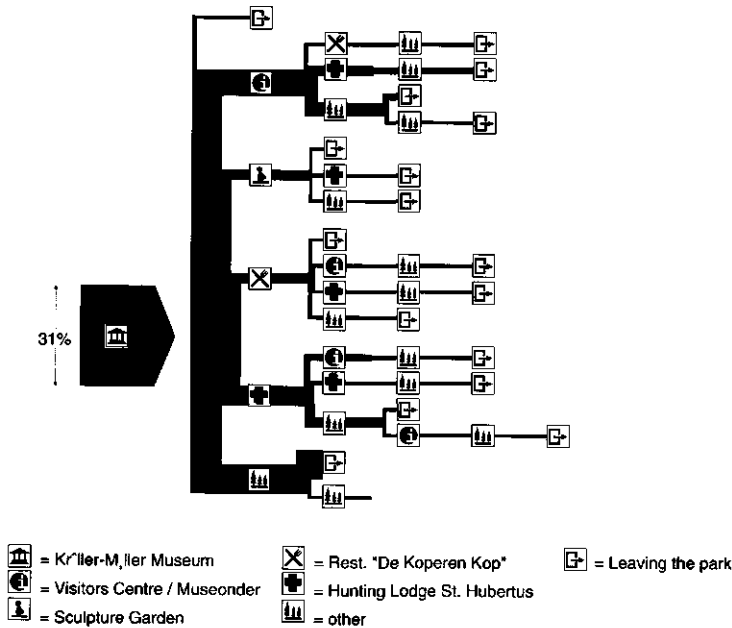 31%
= Kr^ller-M¸ller Museum
= Visitors Centre / Museonder
= Sculpture Garden
= Rest. "De Koperen Kop"
= Hunting Lodge St. Hubertus
= other
= Leaving the park